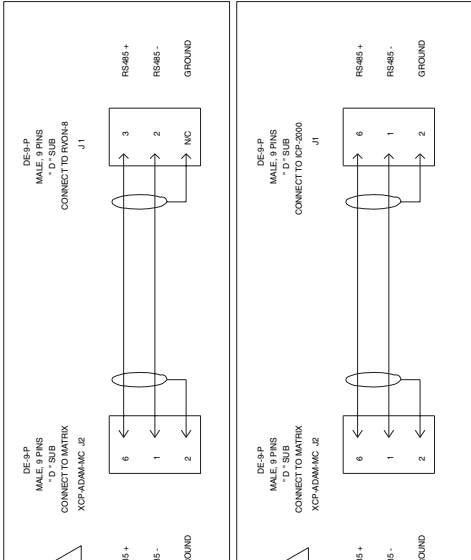 DE-9-P
MALE, 9 PINS
" D " SUB
CONNECT TO RVON-8
J1
3
2
N/C
RS485 +
RS485 -
GROUND
DE-9-P
MALE, 9 PINS
" D " SUB
CONNECT TO MATRIX
XCP-ADAM-MC J2
6
1
2
DE-9-P
MALE, 9 PINS
" D " SUB
CONNECT TO ICP-2000
J1
6
1
2
RS485 +
RS485 -
GROUND
DE-9-P
MALE, 9 PINS
" D " SUB
CONNECT TO MATRIX
XCP-ADAM-MC J2
6
1
2